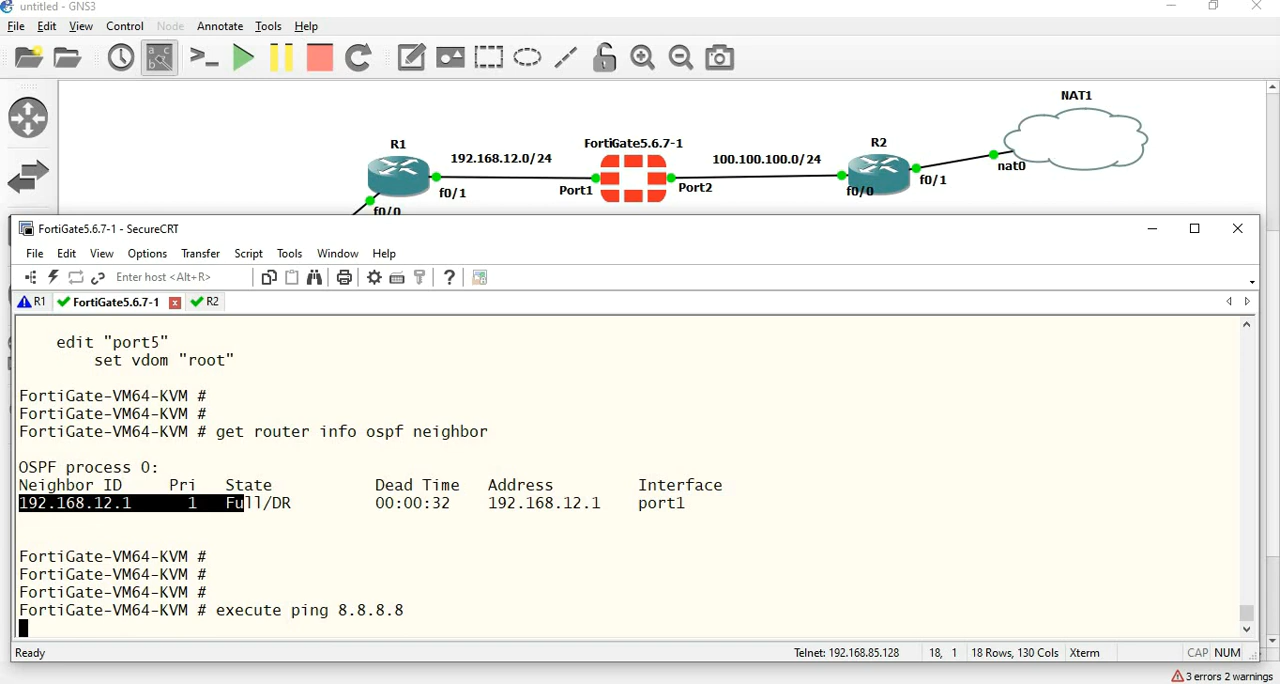 untitled - GNS3
File Edit View Control Node Annotate Tools Help
NAT1
R1
FortiGate5.6.7-1
R2
192.168.12.0/24
100.100.100.0/24
nat0
Port1
Port2
f0/1
f0/0
f0/1
f0/0
FortiGate5.6.7-1 - SecureCRT
File Edit View Options Transfer Script Tools Window Help
Enter host <Alt+R>
R1 FortiGate5.6.7-1 R2
edit "port5"
set vdom "root"
FortiGate-VM64-KVM #
FortiGate-VM64-KVM #
FortiGate-VM64-KVM # get router info ospf neighbor
OSPF process 0:
Neighbor ID Pri State Dead Time Address Interface
192.168.12.1 1 Full/DR 00:00:32 192.168.12.1 port1
FortiGate-VM64-KVM #
FortiGate-VM64-KVM #
FortiGate-VM64-KVM #
FortiGate-VM64-KVM # execute ping 8.8.8.8
Ready Telnet: 192.168.85.128 18, 1 18 Rows, 130 Cols Xterm CAP NUM
3 errors 2 warnings